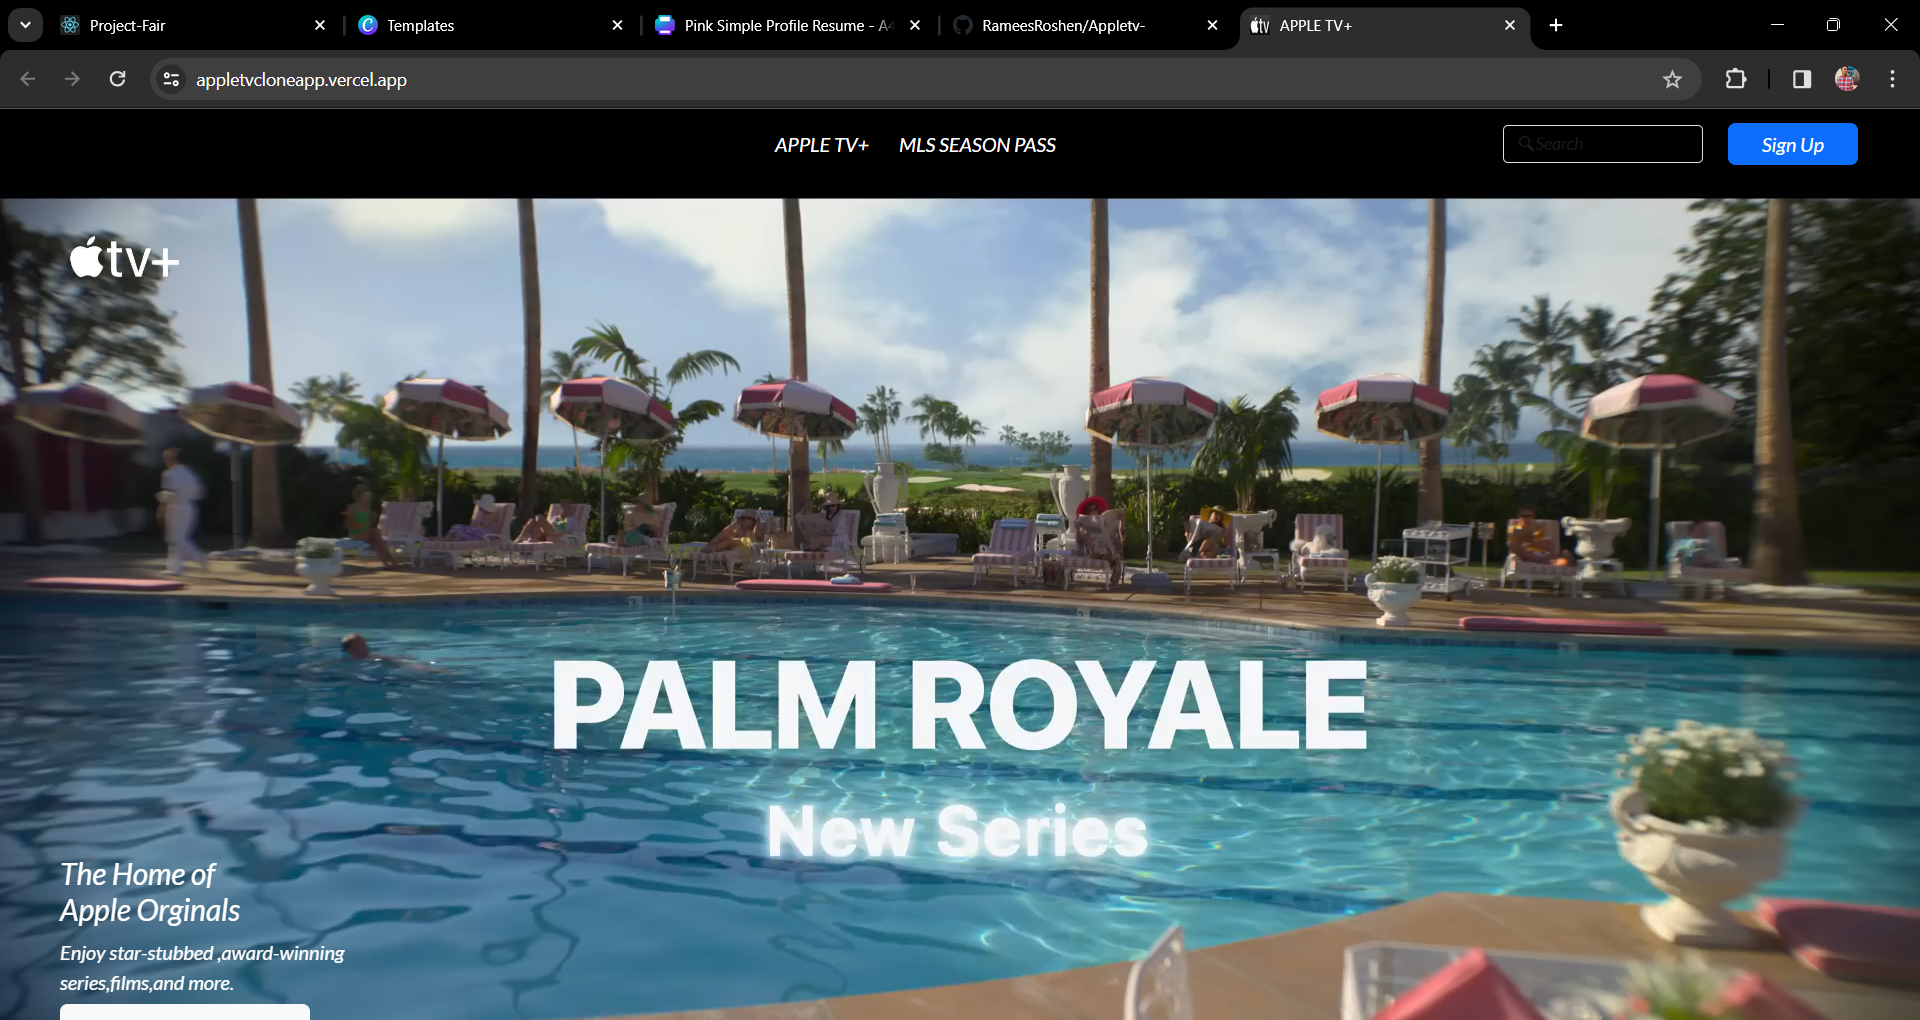 Project-Fair
Templates
Pink Simple Profile Resume - A4
RameesRoshen/Appletv-
tv
APPLE TV+
appletvcloneapp.vercel.app
APPLE TV+
MLS SEASON PASS
Search
Sign Up
tv+
PALM ROYALE
New Series
The Home of
Apple Orginals
Enjoy star-stubbed ,award-winning
series,films,and more.